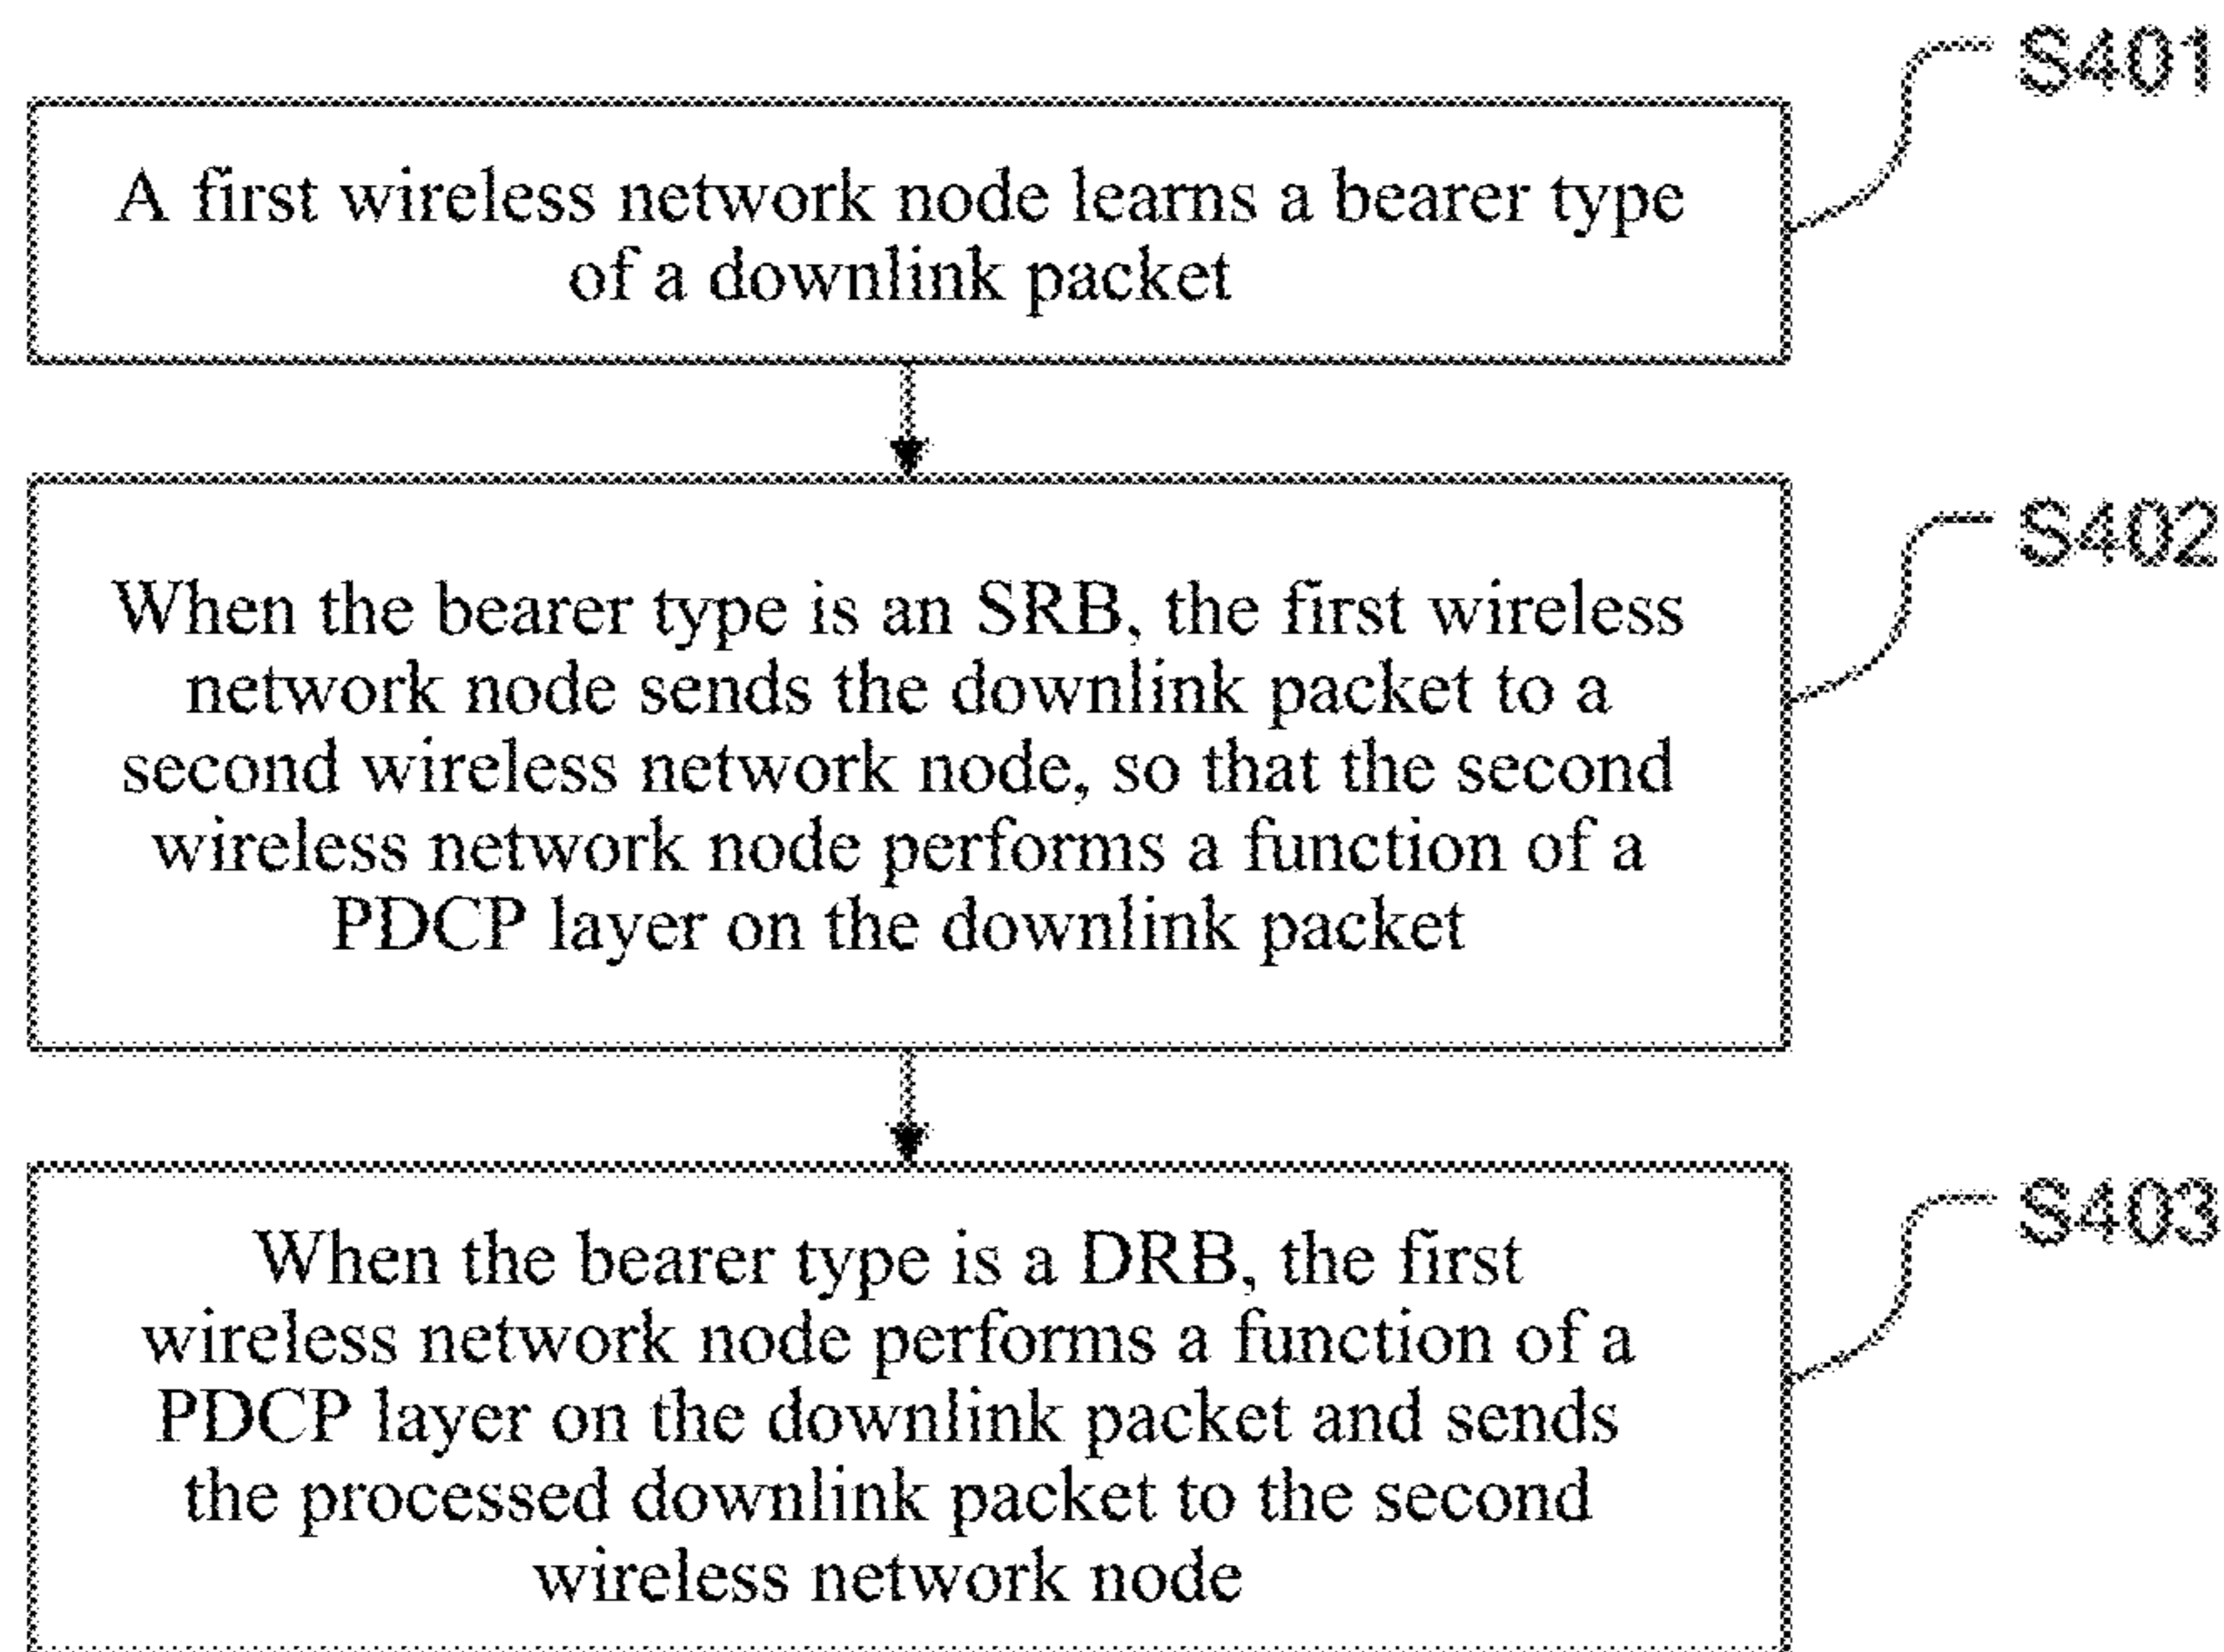 S401
A first wireless network node learns a bearer type
of a downlink packet
S402
When the bearer type is an SRB, the first wireless
network node sends the downlink packet to a
second wireless network node, so that the second
wireless network node performs a function of a
PDCP layer on the downlink packet
S403
When the bearer type is a DRB, the first
wireless network node performs a function of a
PDCP layer on the downlink packet and sends
the processed downlink packet to the second
wireless network node